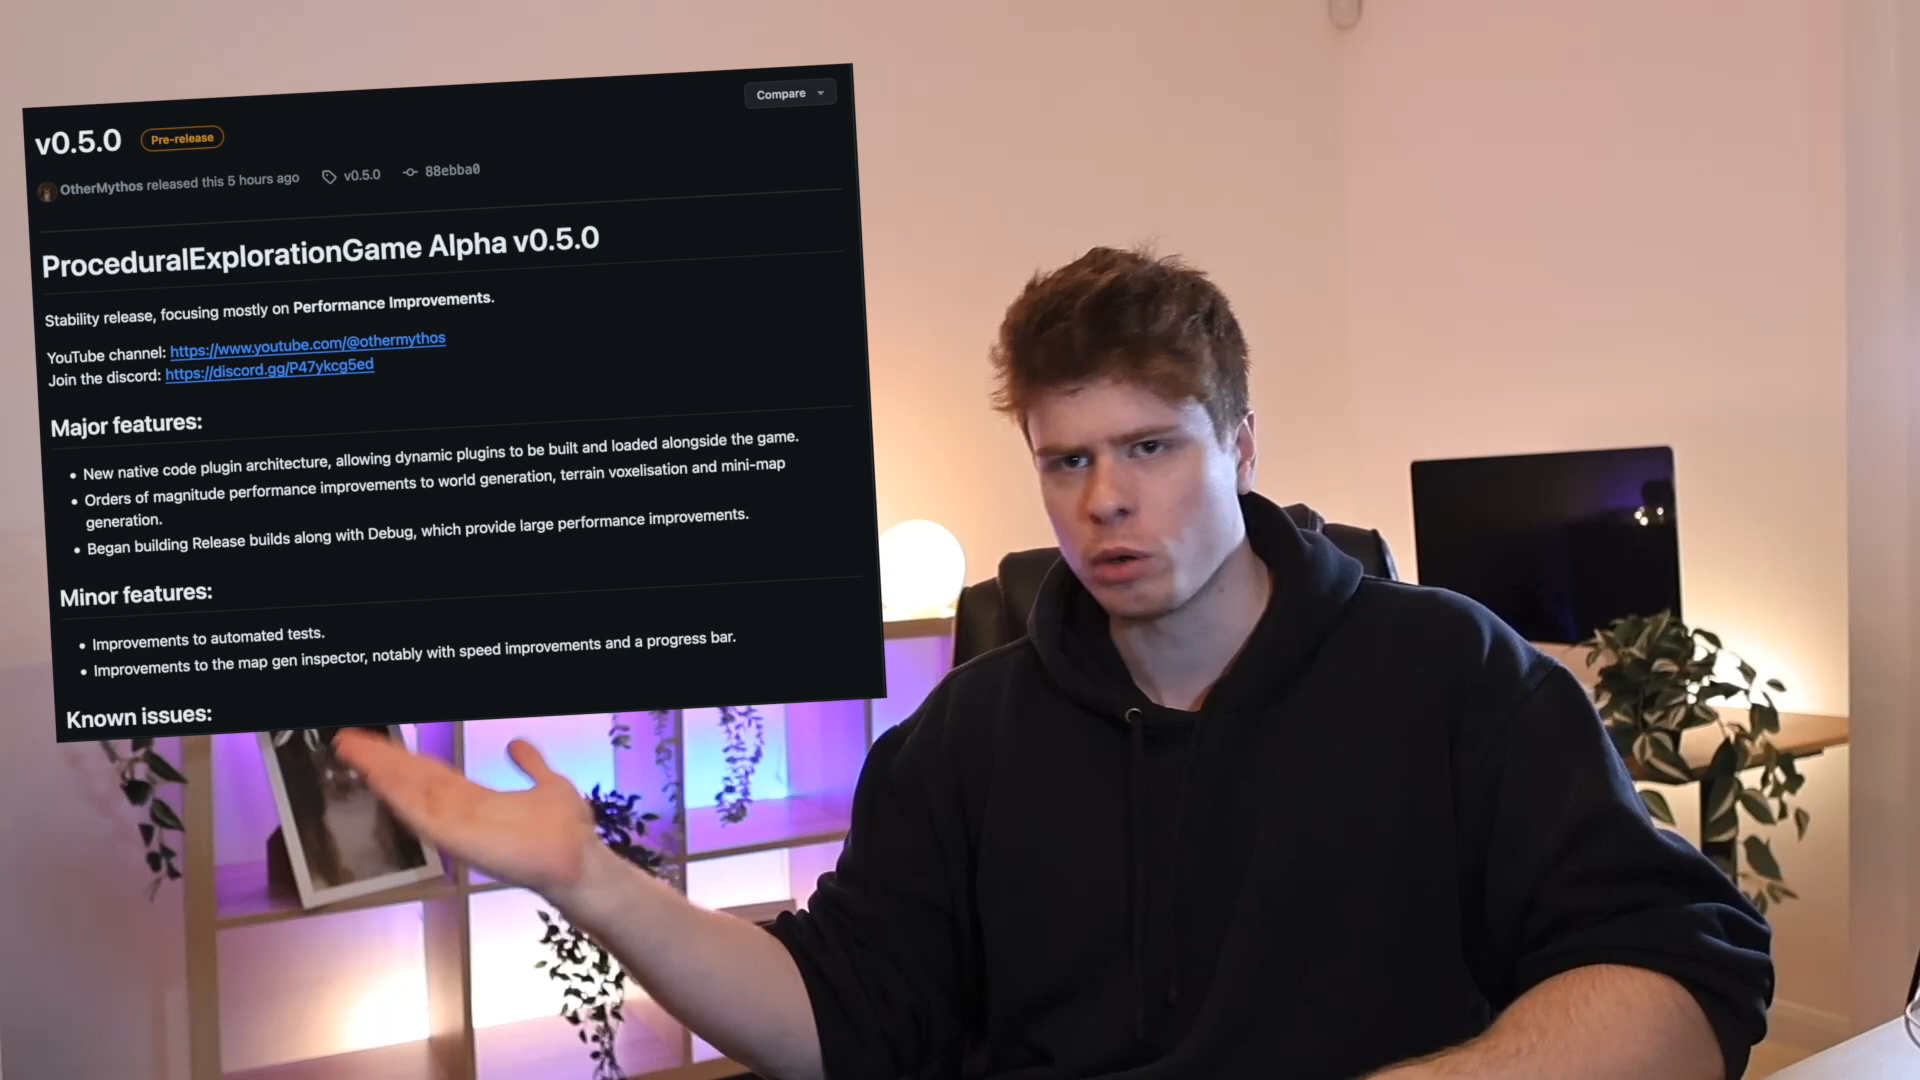 Compare
v0.5.0 Pre-release
OtherMythos released this 5 hours ago v0.5.0 88ebba0
ProceduralExplorationGame Alpha v0.5.0
Stability release, focusing mostly on Performance Improvements.
YouTube channel: https://www.youtube.com/@othermythos
Join the discord: https://discord.gg/P47ykcg5ed
Major features:
• New native code plugin architecture, allowing dynamic plugins to be built and loaded alongside the game.
• Orders of magnitude performance improvements to world generation, terrain voxelisation and mini-map
generation.
• Began building Release builds along with Debug, which provide large performance improvements.
Minor features:
• Improvements to automated tests.
• Improvements to the map gen inspector, notably with speed improvements and a progress bar.
Known issues: